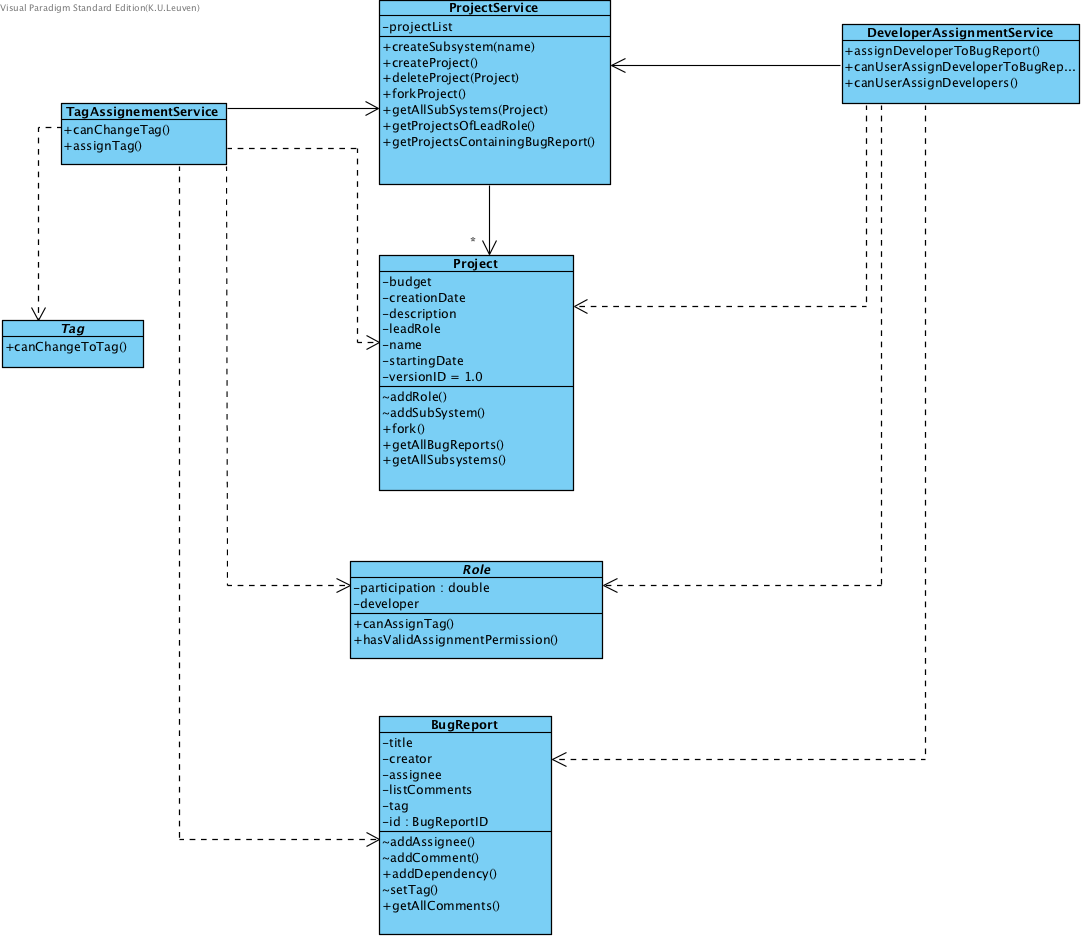 Visual Paradigm Standard Edition(K.U.Leuven)
ProjectService
-projectList
+createSubsystem(name)
+createProject()
+deleteProject(Project)
+forkProject()
+getAllSubSystems(Project)
+getProjectsOfLeadRole()
+getProjectsContainingBugReport()
DeveloperAssignmentService
+assignDeveloperToBugReport()
+canUserAssignDeveloperToBugRep...
+canUserAssignDevelopers()
TagAssignementService
+canChangeTag()
+assignTag()
*
Project
-budget
-creationDate
-description
-leadRole
-name
-startingDate
-versionID = 1.0
~addRole()
~addSubSystem()
+fork()
+getAllBugReports()
+getAllSubsystems()
Tag
+canChangeToTag()
Role
-participation : double
-developer
+canAssignTag()
+hasValidAssignmentPermission()
BugReport
-title
-creator
-assignee
-listComments
-tag
-id : BugReportID
~addAssignee()
~addComment()
+addDependency()
~setTag()
+getAllComments()